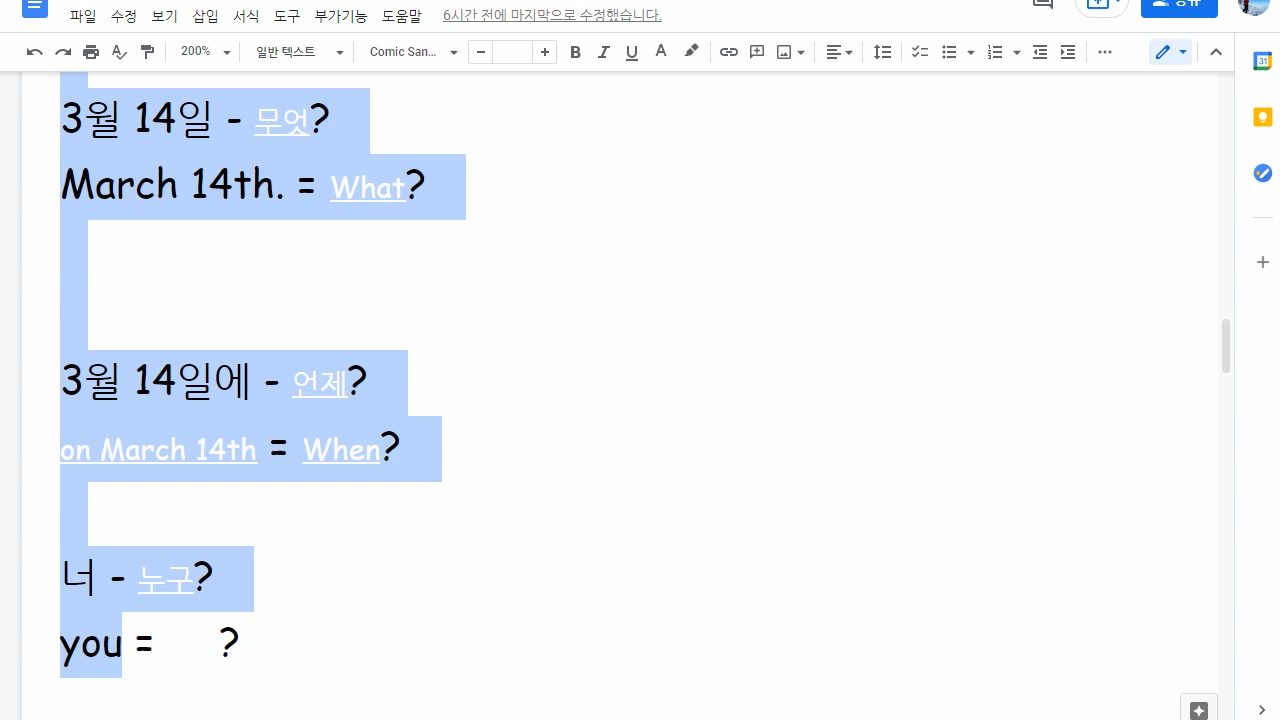 파일 수정 보기 삽입 서식 도구 부가기능 도움말 6시간 전에 마지막으로 수정했습니다.
200% 일반 텍스트 Comic San... B I U A
31
3월 14일 - 무엇?
March 14th. = What?
3월 14일에 - 언제?
on March 14th = When?
너 - 누구?
you = ?